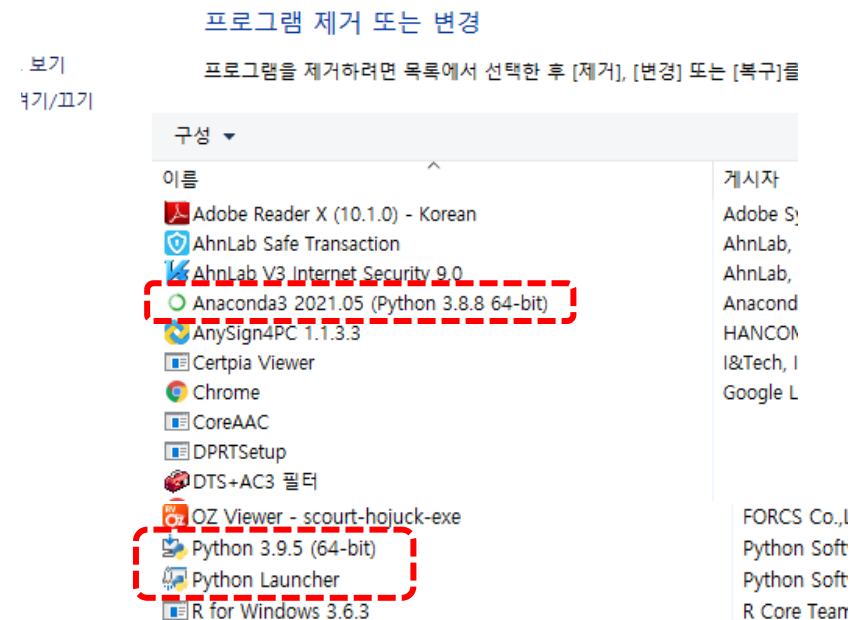 프로그램 제거 또는 변경
보기
프로그램을 제거하려면 목록에서 선택한 후 [제거], [변경] 또는 [복구]를
켜기/끄기
구성
이름 게시자
Adobe Reader X (10.1.0) - Korean Adobe Sy
AhnLab Safe Transaction AhnLab,
AhnLab V3 Internet Security 9.0 AhnLab,
Anaconda3 2021.05 (Python 3.8.8 64-bit) Anacond
AnySign4PC 1.1.3.3 HANCOM
Certpia Viewer I&Tech, I
Chrome Google L
CoreAAC
DPRTSetup
DTS+AC3 필터
OZ Viewer - scourt-hojuck-exe FORCS Co.,L
Python 3.9.5 (64-bit) Python Soft
Python Launcher Python Soft
R for Windows 3.6.3 R Core Team